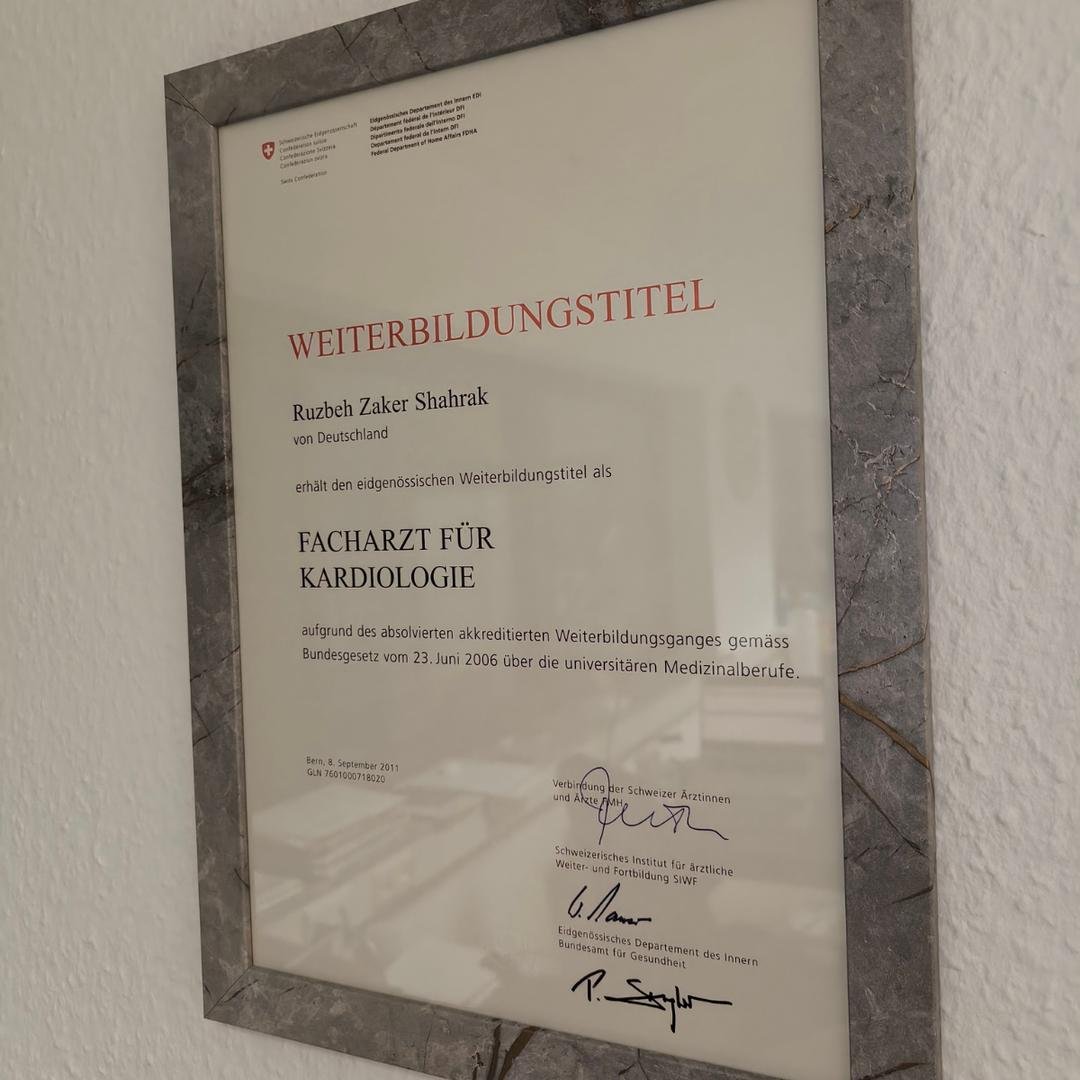 Schweizerische Eidgenossenschaft
Confédération suisse
Confederazione Svizzera
Confederaziun svizra
Swiss Confederation
Eidgenössisches Departement des Innern EDI
Département fédéral de l'intérieur DFI
Dipartimento federale dell'interno DFI
Departament federal da l'intern DFI
Federal Department of Home Affairs FDHA
WEITERBILDUNGSTITEL
Ruzbeh Zaker Shahrak
von Deutschland
erhält den eidgenössischen Weiterbildungstitel als
FACHARZT FÜR
KARDIOLOGIE
aufgrund des absolvierten akkreditierten Weiterbildungsganges gemäss
Bundesgesetz vom 23. Juni 2006 über die universitären Medizinalberufe.
Bern, 8. September 2011
GLN 7601000718020
Verbindung der Schweizer Ärztinnen
und Ärzte FMH
Schweizerisches Institut für ärztliche
Weiter- und Fortbildung SIWF
Eidgenössisches Departement des Innern
Bundesamt für Gesundheit